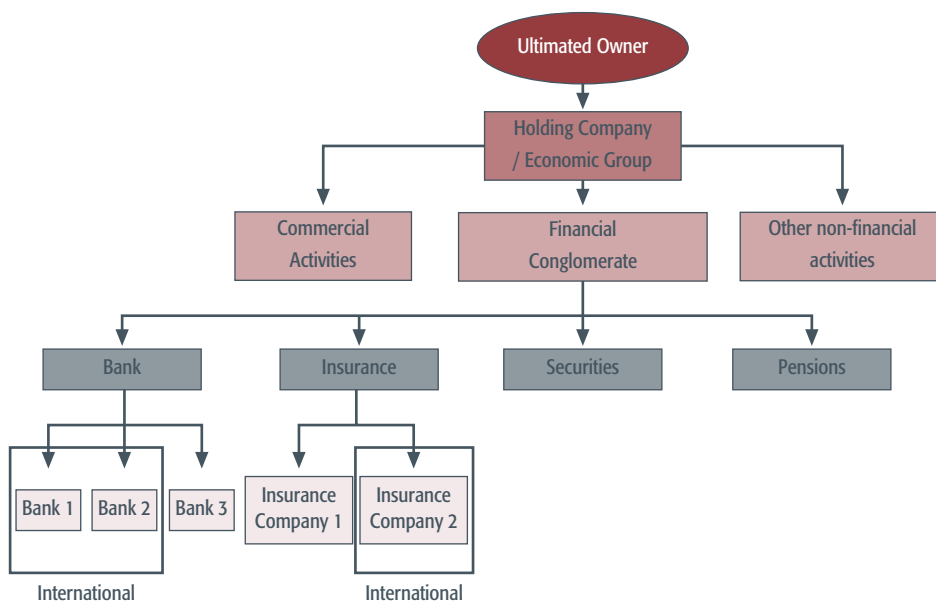 Ultimated Owner
Holding Company
/ Economic Group
Commercial
Activities
Financial
Conglomerate
Other non-financial
activities
Bank
Insurance
Securities
Pensions
Bank 1
Bank 2
Bank 3
Insurance
Company 1
Insurance
Company 2
International
International